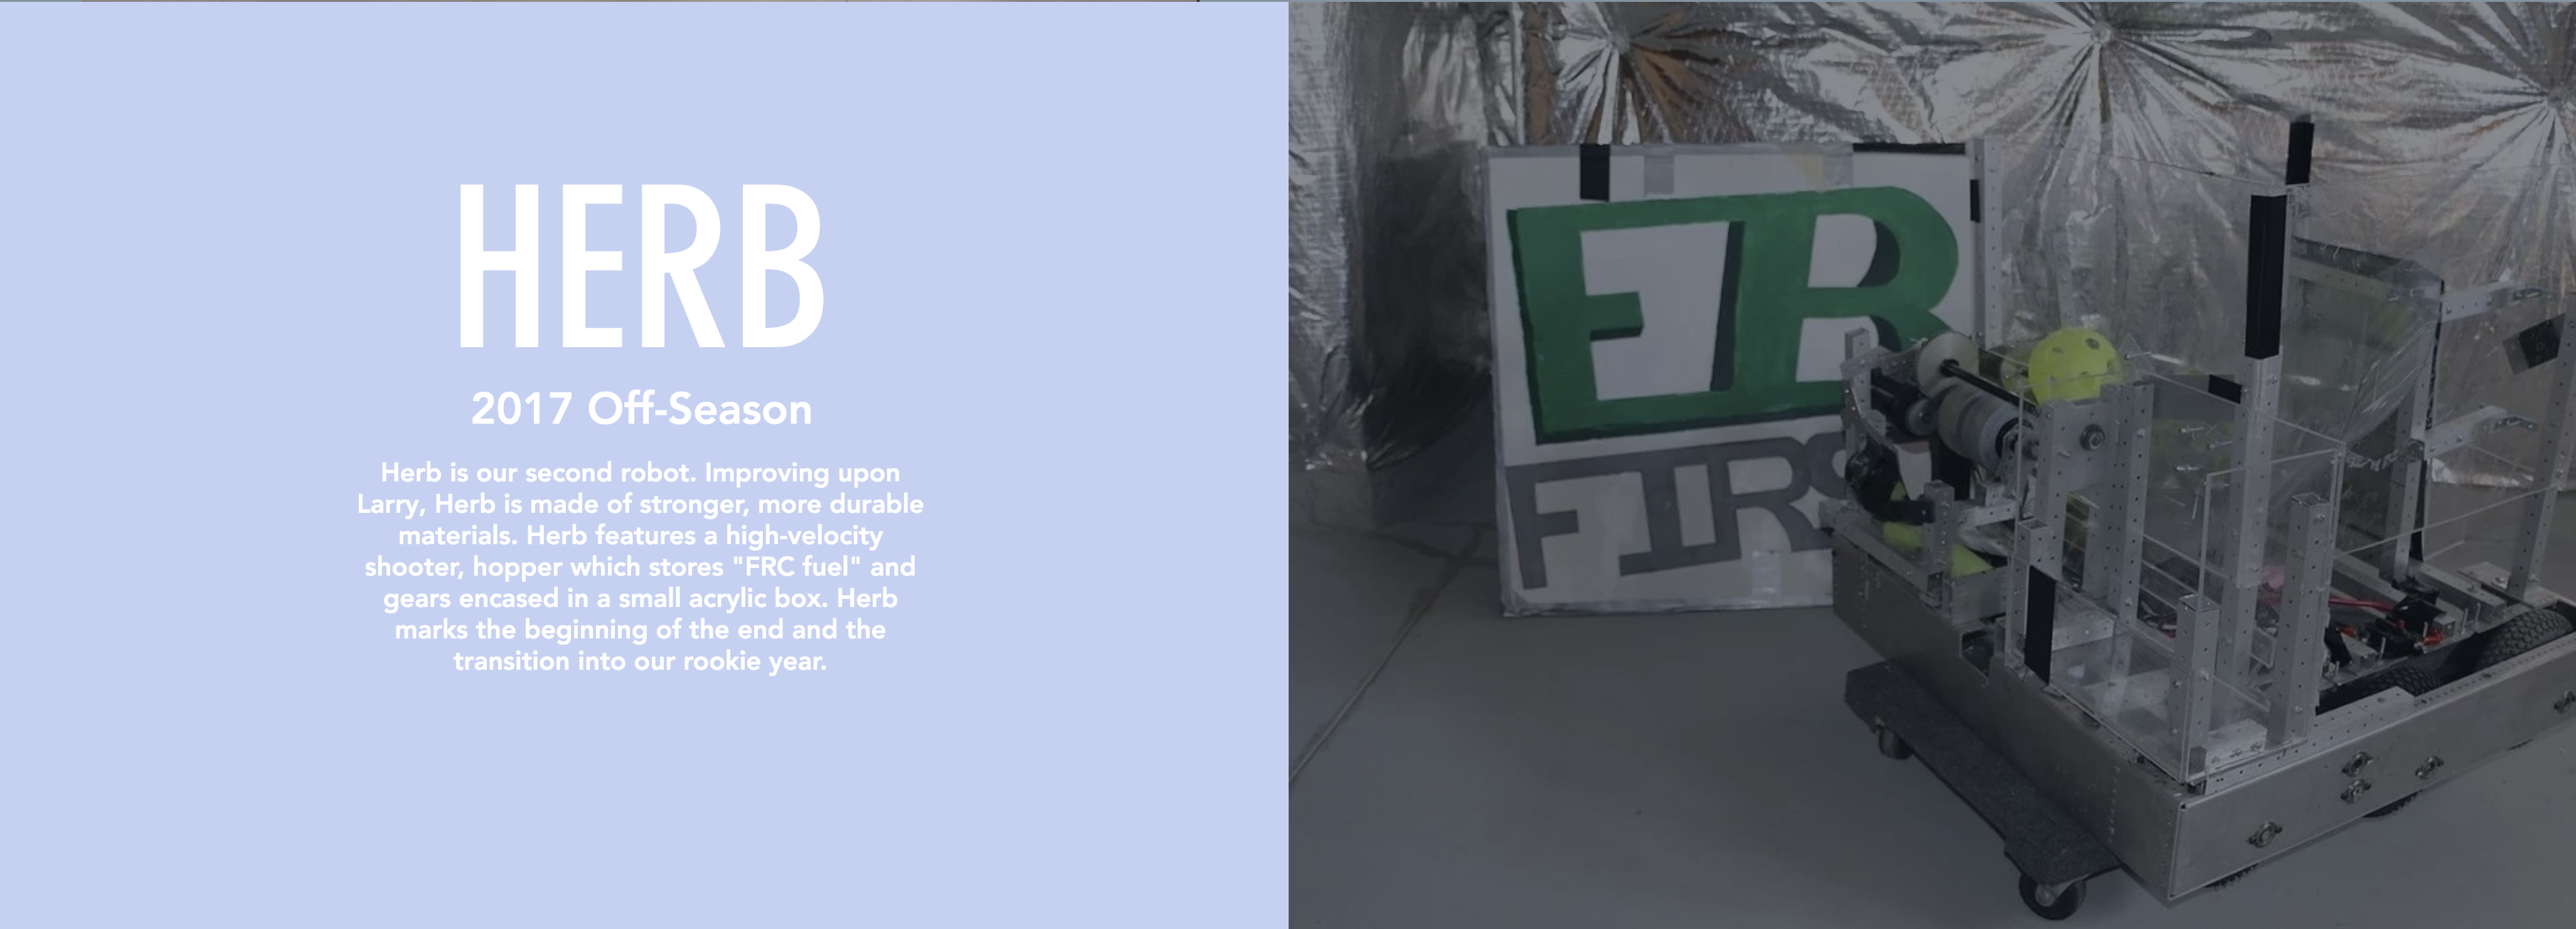 HERB
2017 Off-Season
Herb is our second robot. Improving upon
Larry, Herb is made of stronger, more durable
materials. Herb features a high-velocity
shooter, hopper which stores "FRC fuel" and
gears encased in a small acrylic box. Herb
marks the beginning of the end and the
transition into our rookie year.
ER
FIRS